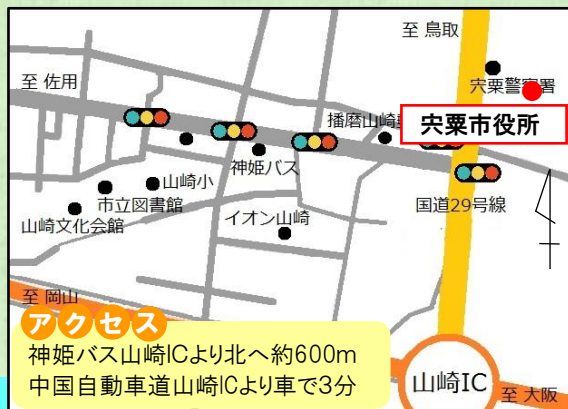 至 鳥取
至 佐用
宍粟警察署
播磨山崎
宍粟市役所
神姫バス
山崎小
市立図書館
山崎文化会館
イオン山崎
国道29号線
至 岡山
アクセス
神姫バス山崎ICより北へ約600m
中国自動車道山崎ICより車で3分
山崎IC
至 大阪